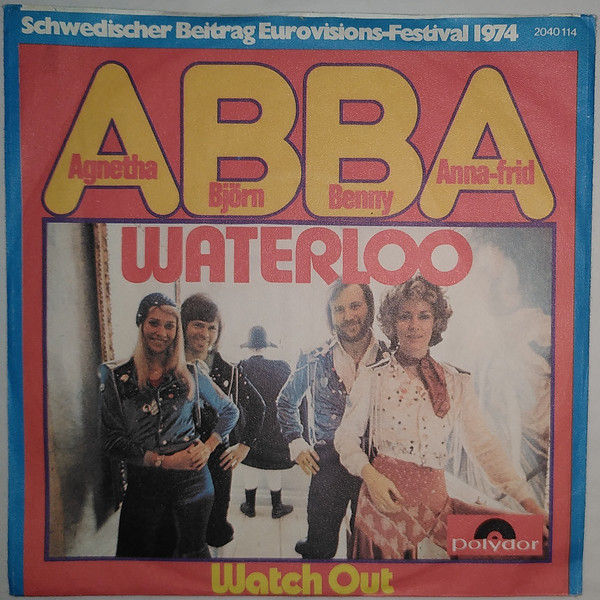 Schwedischer Beitrag Eurovisions-Festival 1974 2040 114
ABBA
Agnetha Björn Benny Anna-frid
WATERLOO
polydor
Watch Out